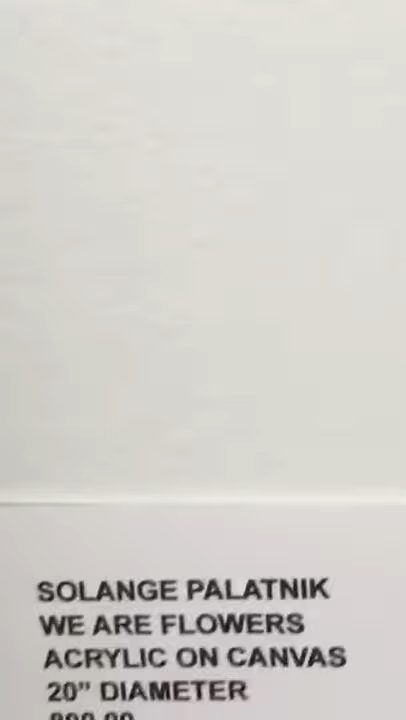 SOLANGE PALATNIK
WE ARE FLOWERS
ACRYLIC ON CANVAS
20” DIAMETER